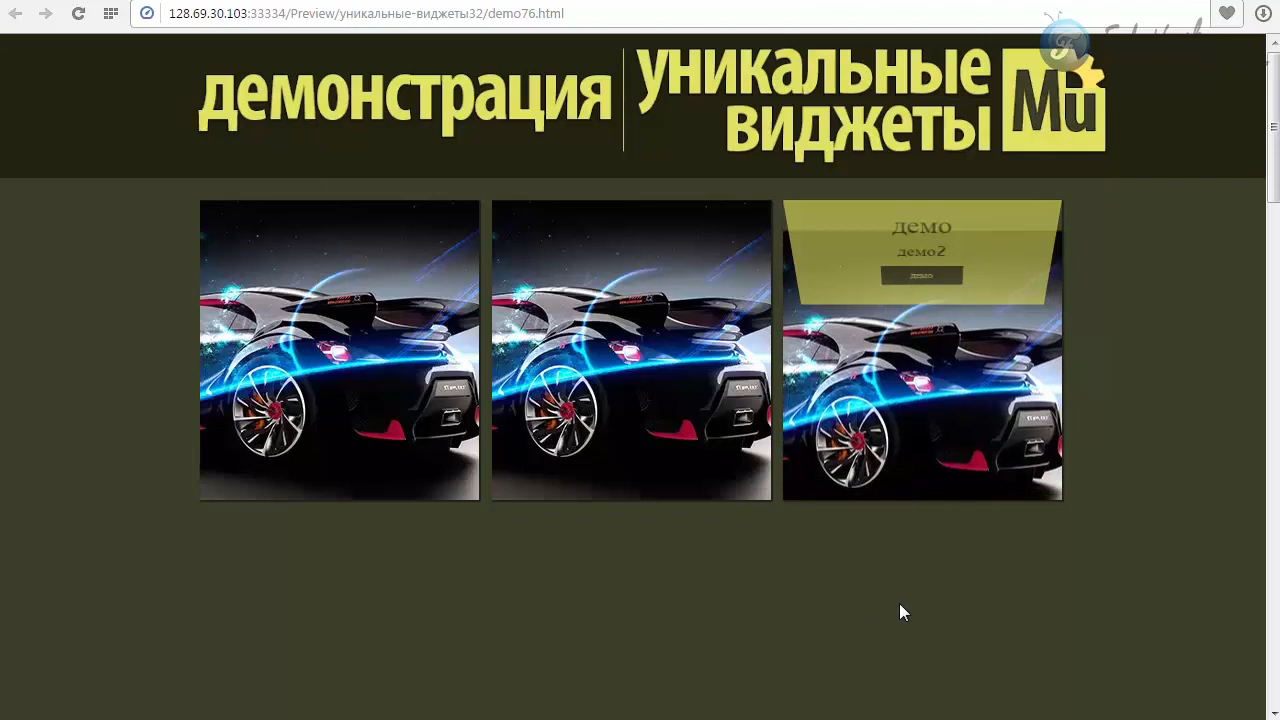 128.69.30.103:33334/Preview/уникальные-виджеты32/demo76.html
демонстрация
уникальные
виджеты
Mu
демо
демо2
демо